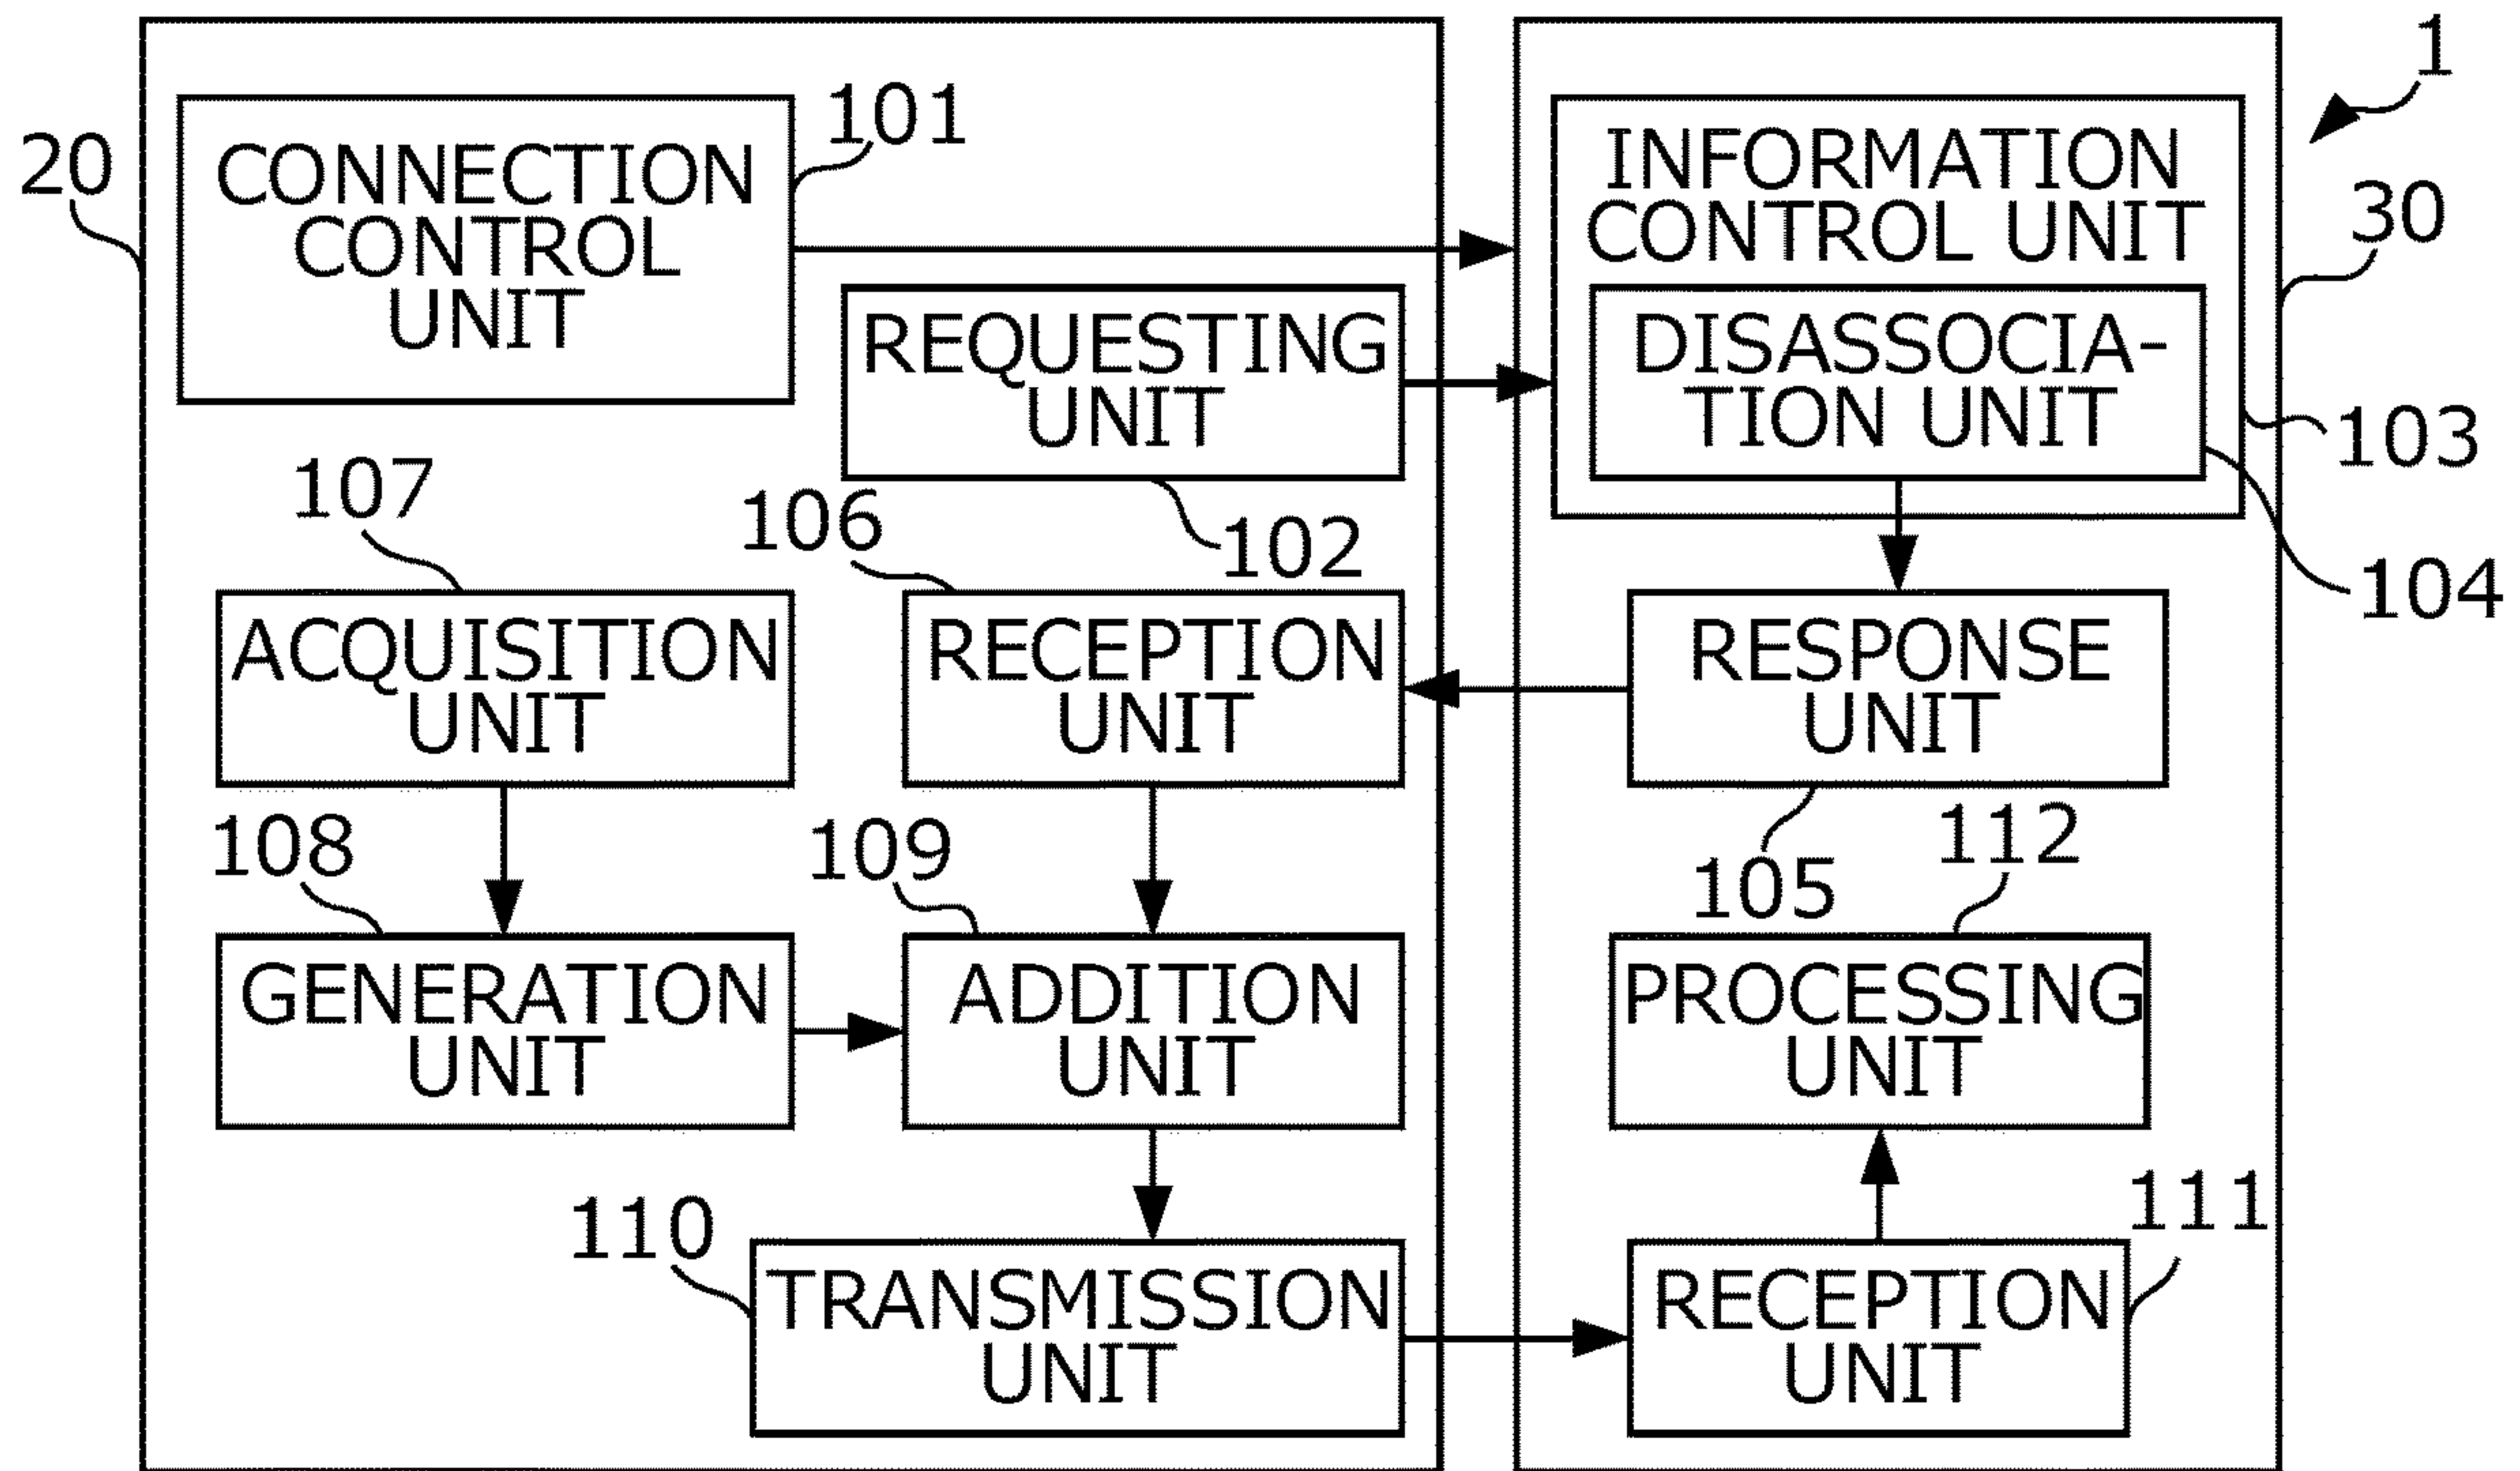 1
20
101
CONNECTION
CONTROL
UNIT
INFORMATION
CONTROL UNIT
30
REQUESTING
UNIT
DISASSOCIA-
TION UNIT
103
102
104
107
106
ACQUISITION
UNIT
RECEPTION
UNIT
RESPONSE
UNIT
105
108
109
112
GENERATION
UNIT
ADDITION
UNIT
PROCESSING
UNIT
110
111
TRANSMISSION
UNIT
RECEPTION
UNIT